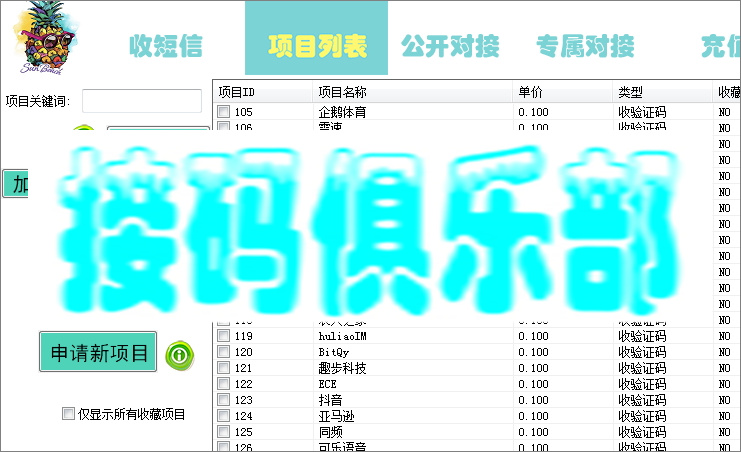 Sun Beach
收短信
项目列表
公开对接
专属对接
充值
项目关键词:
项目ID 项目名称 单价 类型 收藏
105 企鹅体育 0.100 收验证码 NO
106 雷速 0.100 收验证码 NO
NO
NO
加
NO
NO
NO
接码俱乐部
NO
NO
NO
NO
NO
NO
0.100 收验证码 NO
119 huliaoIM 0.100 收验证码 NO
120 BitQy 0.100 收验证码 NO
申请新项目
121 趣步科技 0.100 收验证码 NO
122 ECE 0.100 收验证码 NO
123 抖音 0.100 收验证码 NO
仅显示所有收藏项目
124 亚马逊 0.100 收验证码 NO
125 同频 0.100 收验证码 NO
126 可乐语音 0.100 收验证码 NO